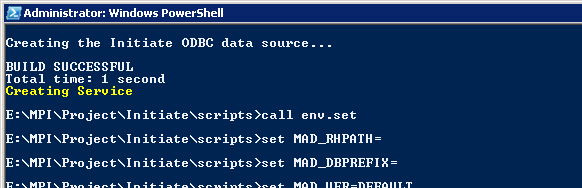 Administrator: Windows PowerShell
Creating the Initiate ODBC data source...
BUILD SUCCESSFUL
Total time: 1 second
Creating Service
E:\MPI\Project\Initiate\scripts>call env.set
E:\MPI\Project\Initiate\scripts>set MAD_RHPATH=
E:\MPI\Project\Initiate\scripts>set MAD_DBPREFIX=
E:\MPI\Project\Initiate\scripts>set MAD_VER=DEFAULT